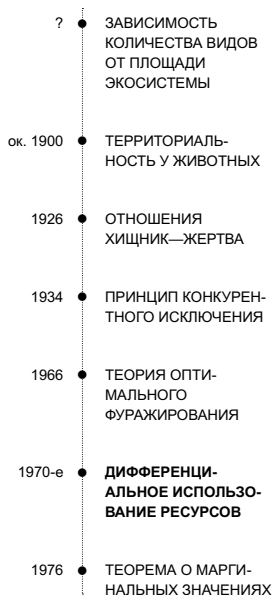 ? ЗАВИСИМОСТЬ
КОЛИЧЕСТВА ВИДОВ
ОТ ПЛОЩАДИ
ЭКОСИСТЕМЫ
ок. 1900 ТЕРРИТОРИАЛЬ-
НОСТЬ У ЖИВОТНЫХ
1926 ОТНОШЕНИЯ
ХИЩНИК—ЖЕРТВА
1934 ПРИНЦИП КОНКУРЕН-
ТНОГО ИСКЛЮЧЕНИЯ
1966 ТЕОРИЯ ОПТИ-
МАЛЬНОГО
ФУРАЖИРОВАНИЯ
1970-е ДИФФЕРЕНЦИ-
АЛЬНОЕ ИСПОЛЬЗО-
ВАНИЕ РЕСУРСОВ
1976 ТЕОРЕМА О МАРГИ-
НАЛЬНЫХ ЗНАЧЕНИЯХ